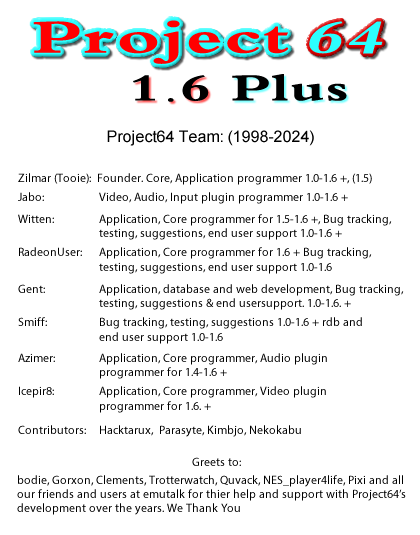 Project 64
1.6 Plus
Project64 Team: (1998-2024)
Zilmar (Tooie): Founder. Core, Application programmer 1.0-1.6 +, (1.5)
Jabo: Video, Audio, Input plugin programmer 1.0-1.6 +
Witten: Application, Core programmer for 1.5-1.6 +, Bug tracking,
testing, suggestions, end user support 1.0-1.6 +
RadeonUser: Application, Core programmer for 1.6 + Bug tracking,
testing, suggestions, end user support 1.0-1.6
Gent: Application, database and web development, Bug tracking,
testing, suggestions & end usersupport. 1.0-1.6. +
Smiff: Bug tracking, testing, suggestions 1.0-1.6 + rdb and
end user support 1.0-1.6
Azimer: Application, Core programmer, Audio plugin
programmer for 1.4-1.6 +
Icepir8: Application, Core programmer, Video plugin
programmer for 1.6. +
Contributors: Hacktarux, Parasyte, Kimbjo, Nekokabu
Greets to:
bodie, Gorxon, Clements, Trotterwatch, Quvack, NES_player4life, Pixi and all
our friends and users at emutalk for thier help and support with Project64's
development over the years. We Thank You